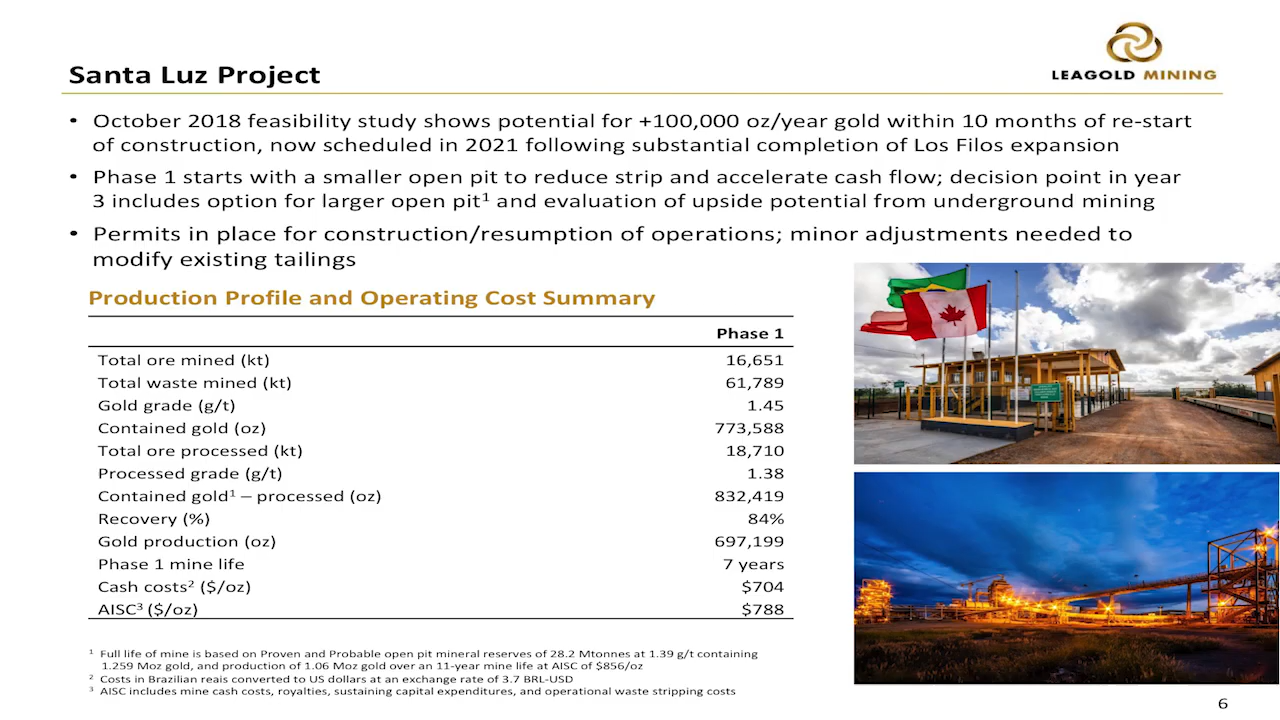 LEAGOLD MINING
Santa Luz Project
• October 2018 feasibility study shows potential for +100,000 oz/year gold within 10 months of re-start
of construction, now scheduled in 2021 following substantial completion of Los Filos expansion
• Phase 1 starts with a smaller open pit to reduce strip and accelerate cash flow; decision point in year
3 includes option for larger open pit¹ and evaluation of upside potential from underground mining
• Permits in place for construction/resumption of operations; minor adjustments needed to
modify existing tailings
Production Profile and Operating Cost Summary
Phase 1
Total ore mined (kt) 16,651
Total waste mined (kt) 61,789
Gold grade (g/t) 1.45
Contained gold (oz) 773,588
Total ore processed (kt) 18,710
Processed grade (g/t) 1.38
Contained gold¹ – processed (oz) 832,419
Recovery (%) 84%
Gold production (oz) 697,199
Phase 1 mine life 7 years
Cash costs² ($/oz) $704
AISC³ ($/oz) $788
¹ Full life of mine is based on Proven and Probable open pit mineral reserves of 28.2 Mtonnes at 1.39 g/t containing
1.259 Moz gold, and production of 1.06 Moz gold over an 11-year mine life at AISC of $856/oz
² Costs in Brazilian reais converted to US dollars at an exchange rate of 3.7 BRL-USD
³ AISC includes mine cash costs, royalties, sustaining capital expenditures, and operational waste stripping costs
6